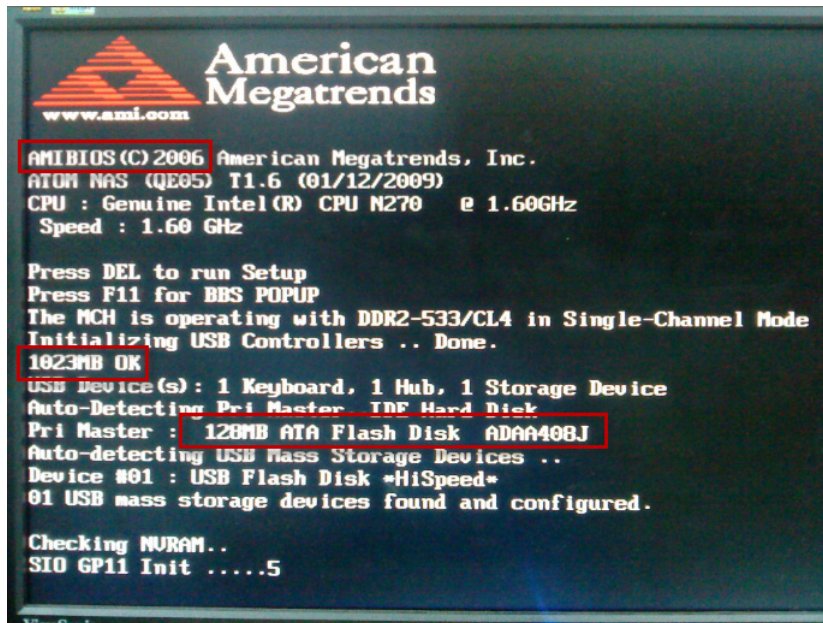 American
Megatrends
www.ami.com
AMIBIOS(C)2006 American Megatrends, Inc.
ATOM NAS (QE05) T1.6 (01/12/2009)
CPU : Genuine Intel(R) CPU N270 @ 1.60GHz
Speed : 1.60 GHz
Press DEL to run Setup
Press F11 for BBS POPUP
The MCH is operating with DDR2-533/CL4 in Single-Channel Mode
Initializing USB Controllers .. Done.
1023MB OK
USB Device(s): 1 Keyboard, 1 Hub, 1 Storage Device
Auto-Detecting Pri Master..IDE Hard Disk
Pri Master : 128MB ATA Flash Disk ADAA408J
Auto-detecting USB Mass Storage Devices ..
Device #01 : USB Flash Disk *HiSpeed*
01 USB mass storage devices found and configured.
Checking NVRAM..
SIO GP11 Init .....5